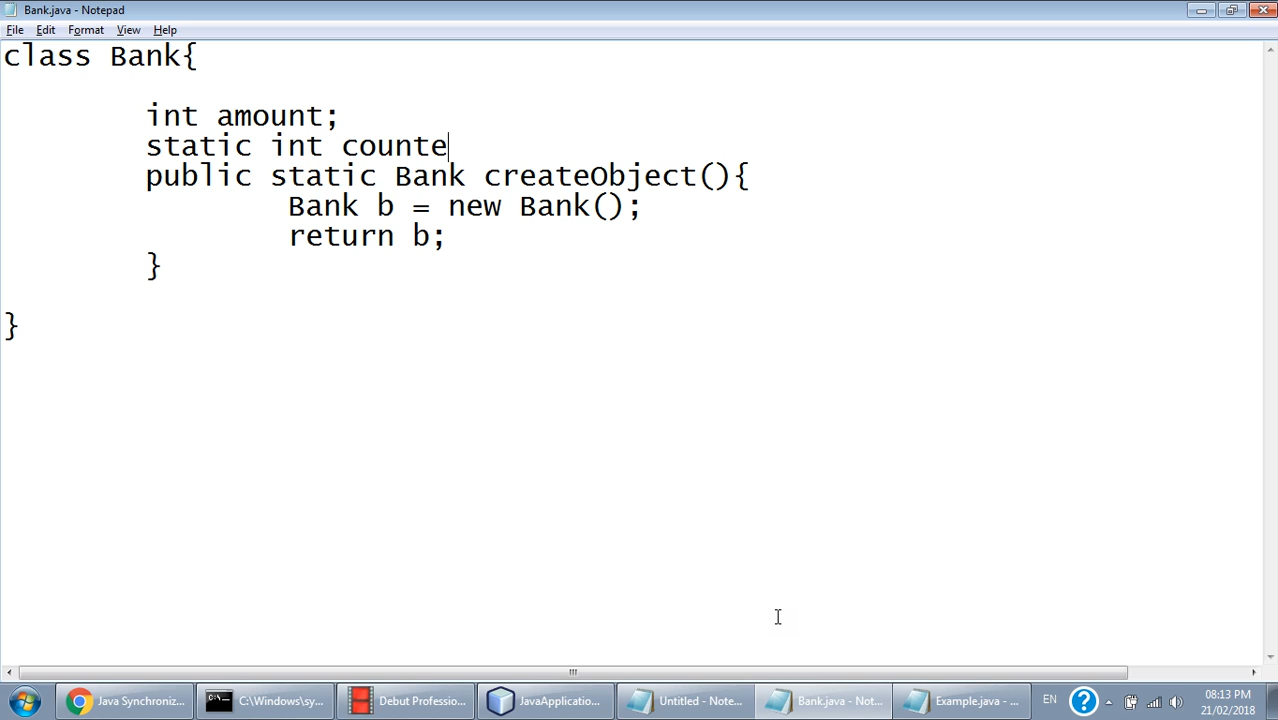 Bank.java - Notepad
File Edit Format View Help
class Bank{
int amount;
static int counte
public static Bank createObject(){
Bank b = new Bank();
return b;
}
}
Java Synchroniz... C:\Windows\sy... Debut Professio... JavaApplicatio... Untitled - Note... Bank.java - Not... Example.java - ... EN 08:13 PM
21/02/2018